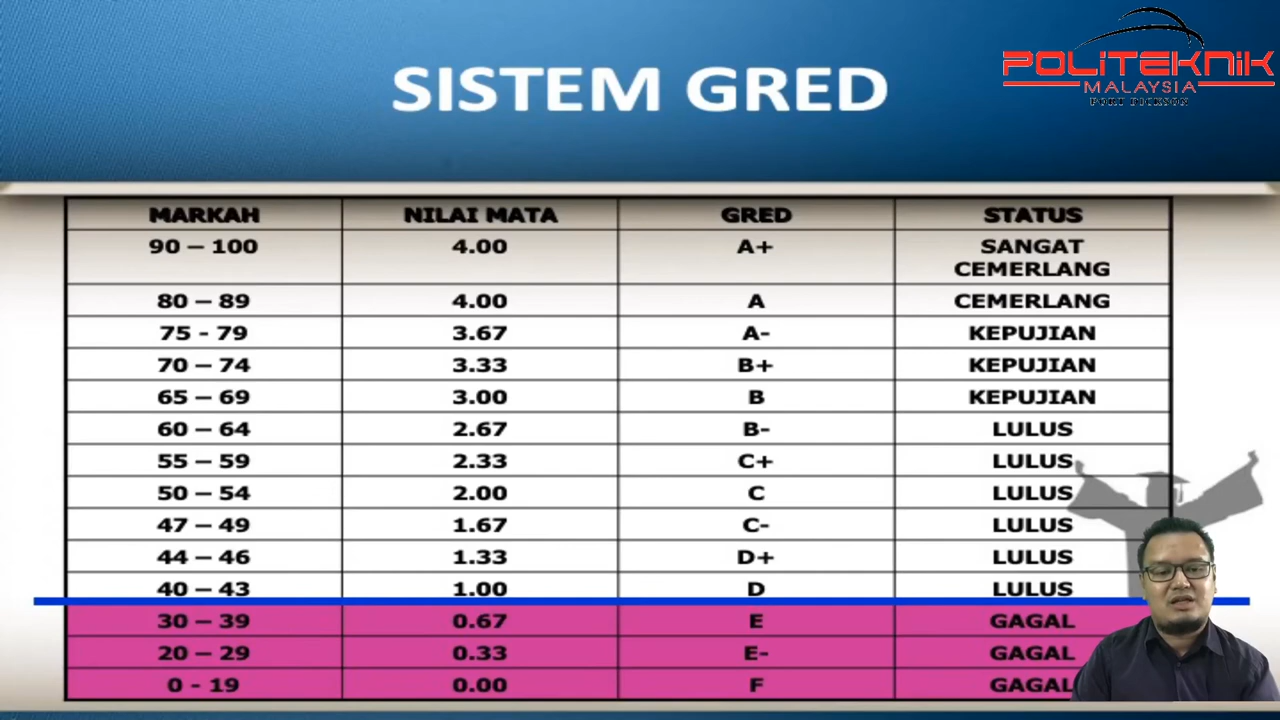 POLITEKNIK
MALAYSIA
PORT DICKSON
SISTEM GRED
MARKAH NILAI MATA GRED STATUS
90 – 100 4.00 A+ SANGAT CEMERLANG
80 – 89 4.00 A CEMERLANG
75 - 79 3.67 A- KEPUJIAN
70 – 74 3.33 B+ KEPUJIAN
65 – 69 3.00 B KEPUJIAN
60 – 64 2.67 B- LULUS
55 – 59 2.33 C+ LULUS
50 – 54 2.00 C LULUS
47 – 49 1.67 C- LULUS
44 – 46 1.33 D+ LULUS
40 – 43 1.00 D LULUS
30 – 39 0.67 E GAGAL
20 – 29 0.33 E- GAGAL
0 - 19 0.00 F GAGAL